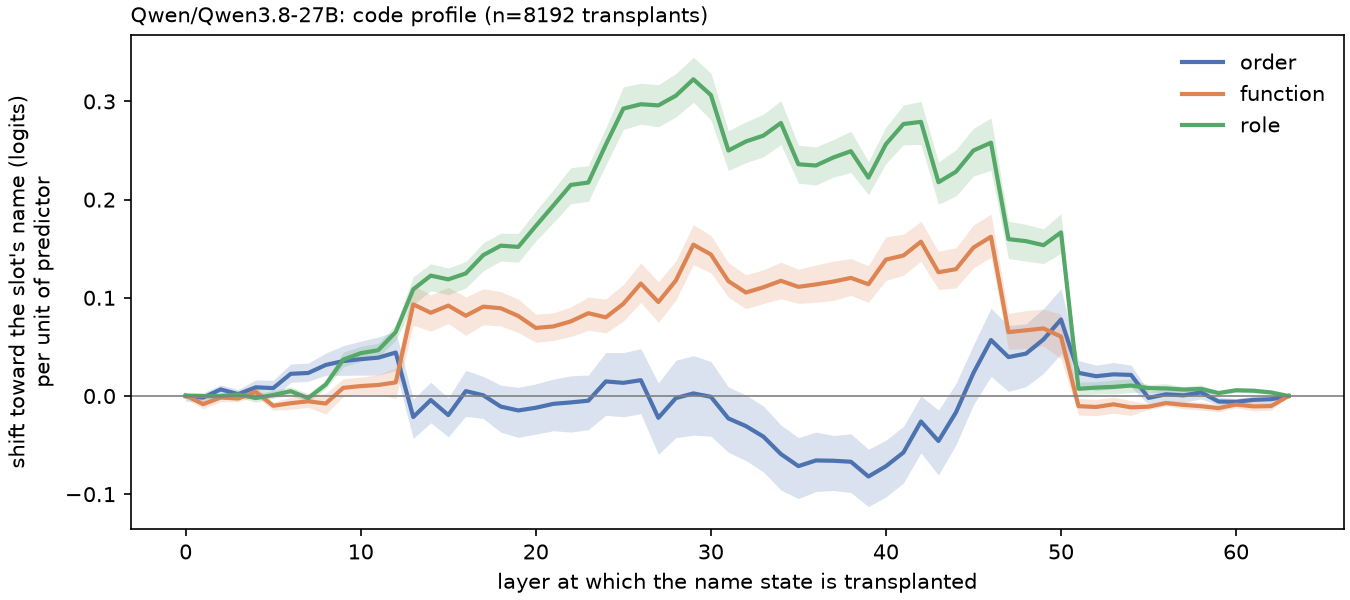 Qwen/Qwen3.8-27B: code profile (n=8192 transplants)
shift toward the slot's name (logits)
per unit of predictor
0.3
0.2
0.1
0.0
−0.1
order
function
role
0 10 20 30 40 50 60
layer at which the name state is transplanted